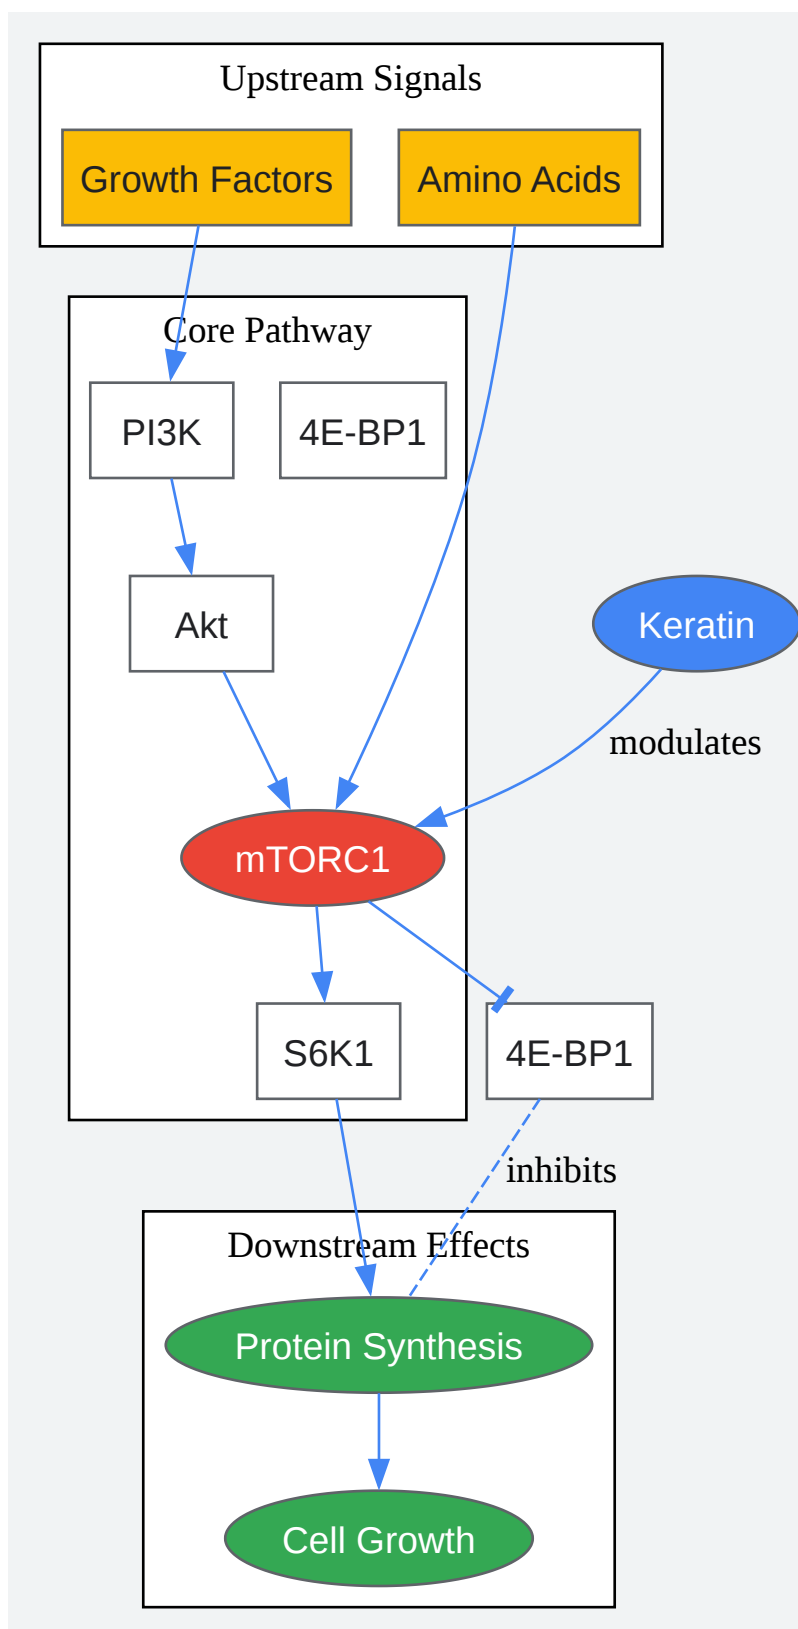 Upstream Signals
Growth Factors
Amino Acids
Core Pathway
PI3K
4E-BP1
Akt
Keratin
modulates
mTORC1
S6K1
4E-BP1
inhibits
Downstream Effects
Protein Synthesis
Cell Growth